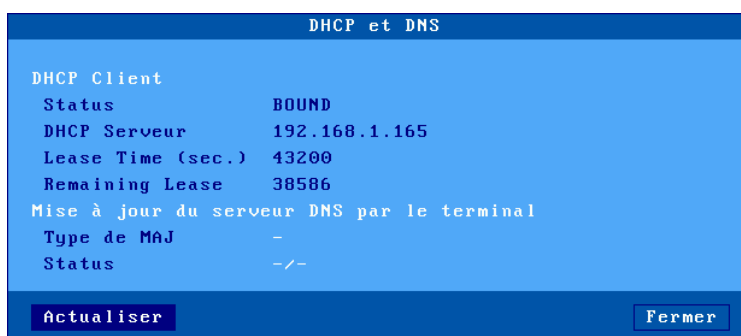 DHCP et DNS
DHCP Client
Status BOUND
DHCP Serveur 192.168.1.165
Lease Time (sec.) 43200
Remaining Lease 38586
Mise à jour du serveur DNS par le terminal
Type de MAJ -
Status -/-
Actualiser Fermer